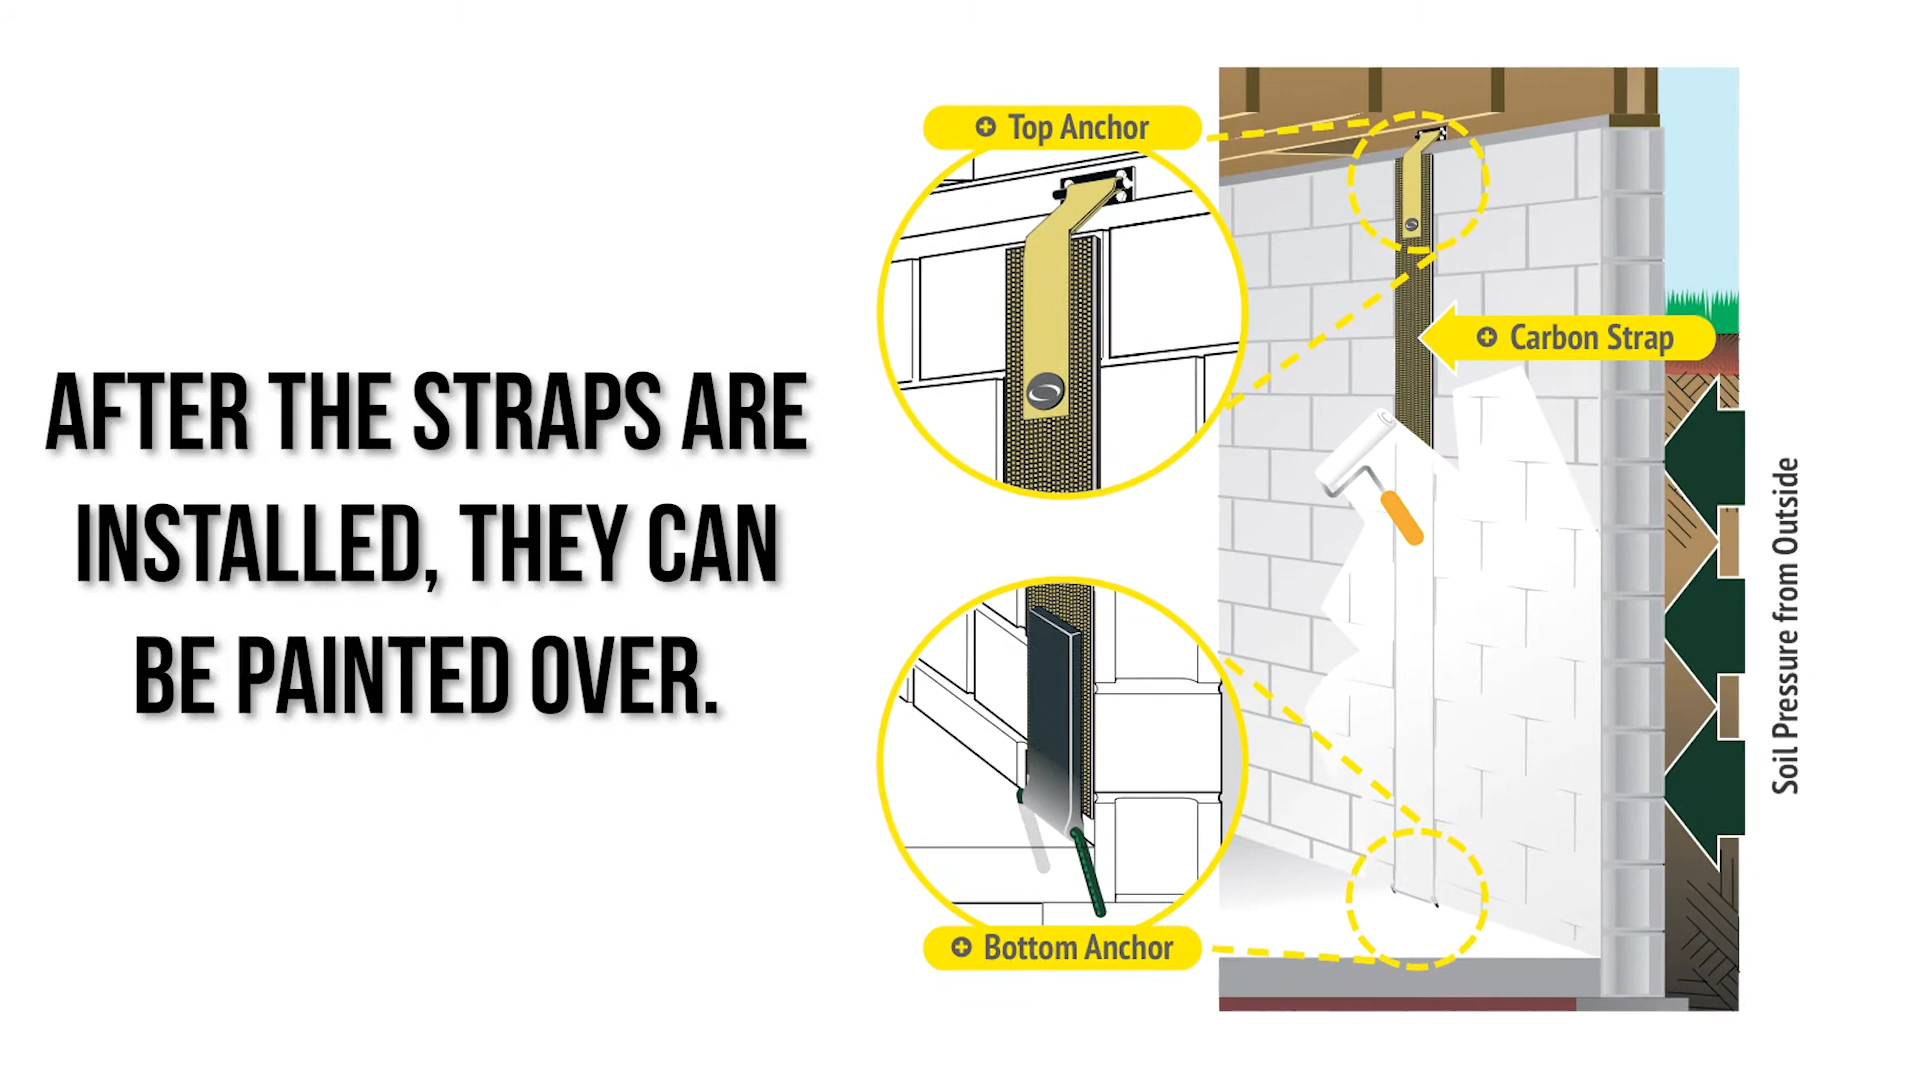 AFTER THE STRAPS ARE
INSTALLED, THEY CAN
BE PAINTED OVER.
Top Anchor
Carbon Strap
Bottom Anchor
Soil Pressure from Outside